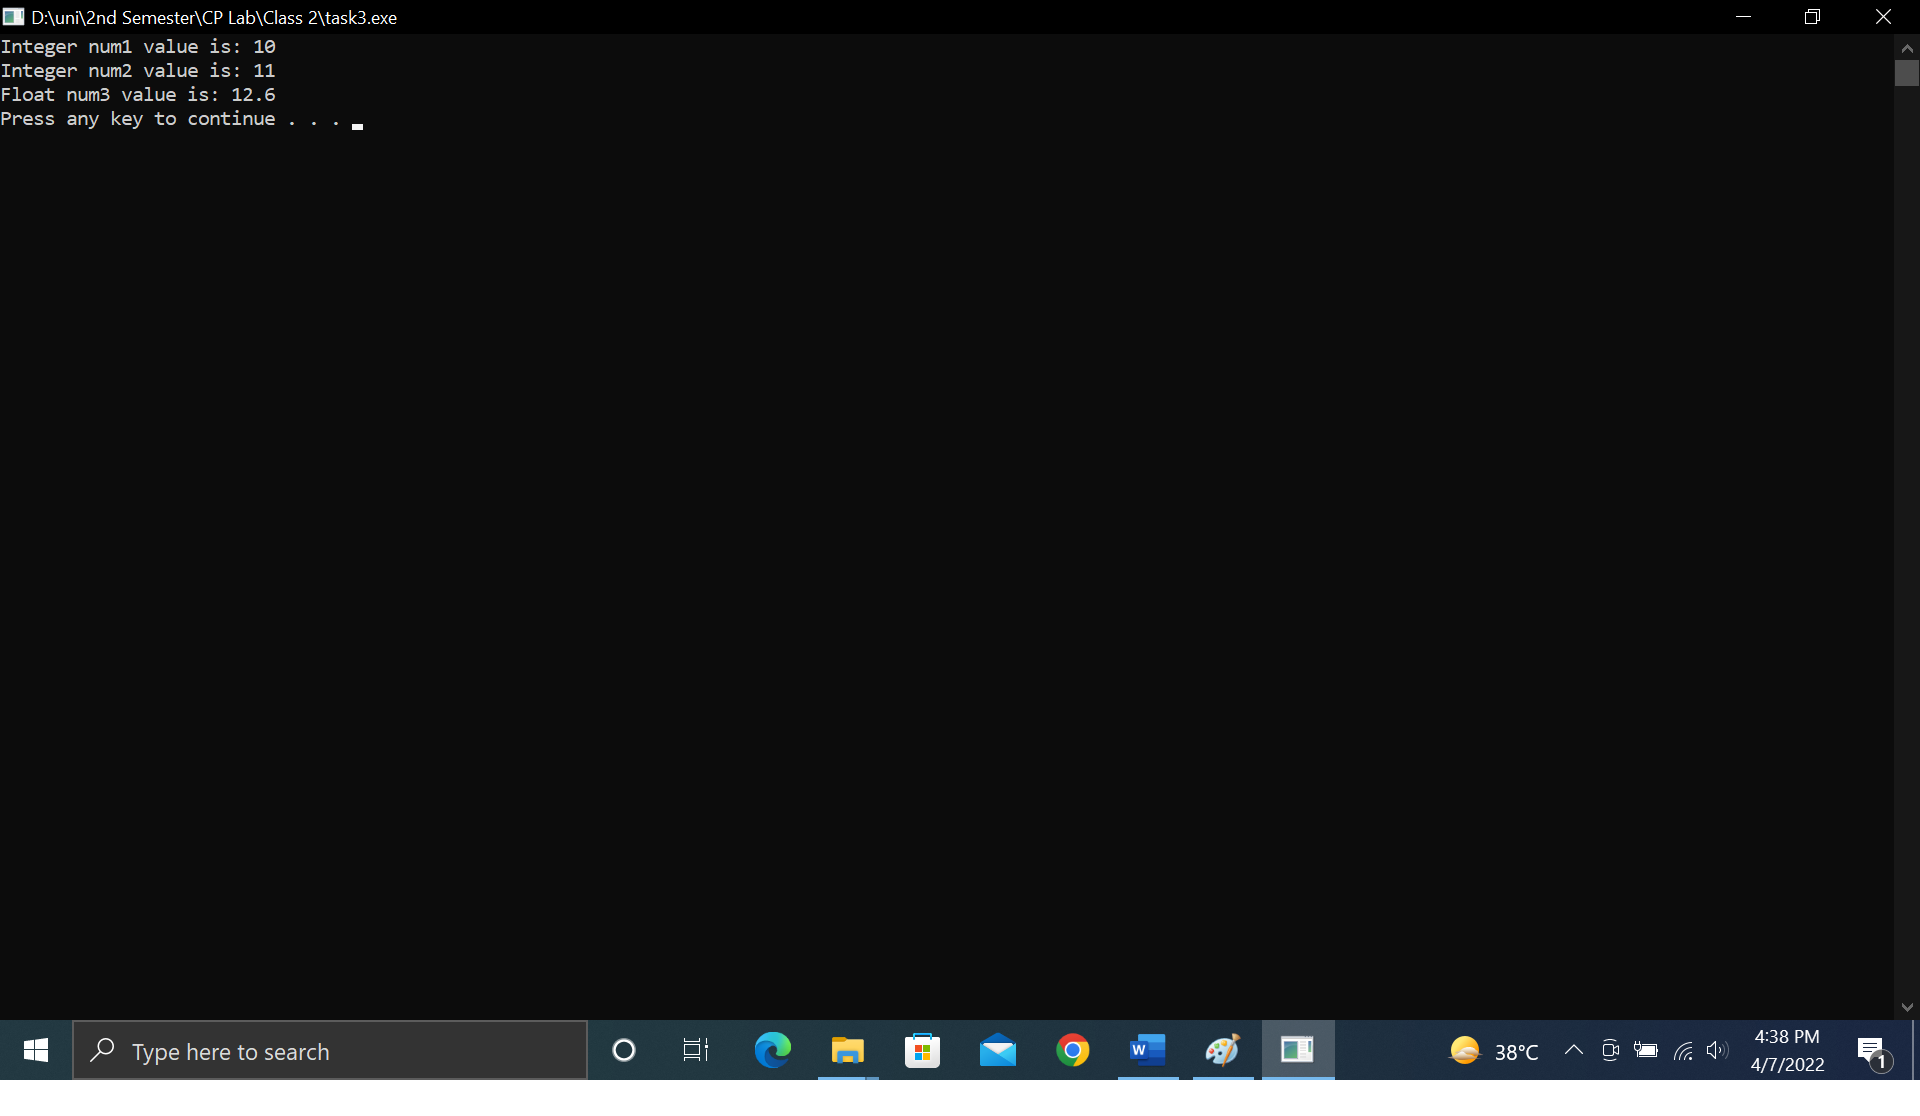 D:\uni\2nd Semester\CP Lab\Class 2\task3.exe
Integer num1 value is: 10
Integer num2 value is: 11
Float num3 value is: 12.6
Press any key to continue . . .
Type here to search
W
38°C
4:38 PM
4/7/2022
1